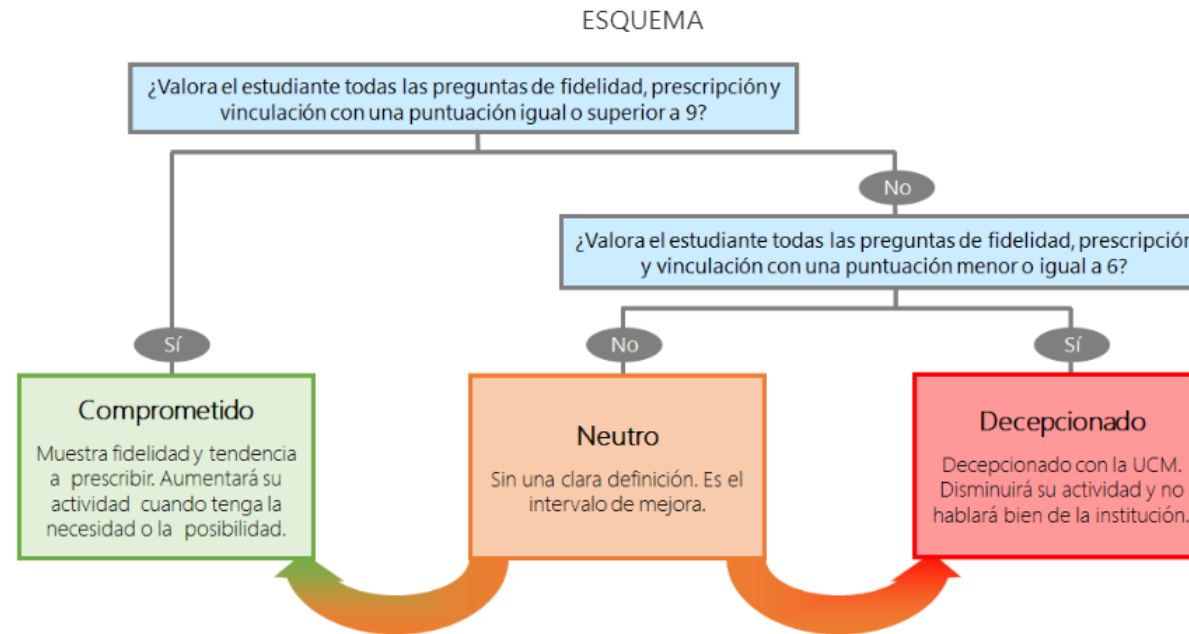 ESQUEMA
¿Valora el estudiante todas las preguntas de fidelidad, prescripción y
vinculación con una puntuación igual o superior a 9?
No
¿Valora el estudiante todas las preguntas de fidelidad, prescripción
y vinculación con una puntuación menor o igual a 6?
Sí
No
Sí
Comprometido
Muestra fidelidad y tendencia
a prescribir. Aumentará su
actividad cuando tenga la
necesidad o la posibilidad.
Neutro
Sin una clara definición. Es el
intervalo de mejora.
Decepcionado
Decepcionado con la UCM.
Disminuirá su actividad y no
hablará bien de la institución.